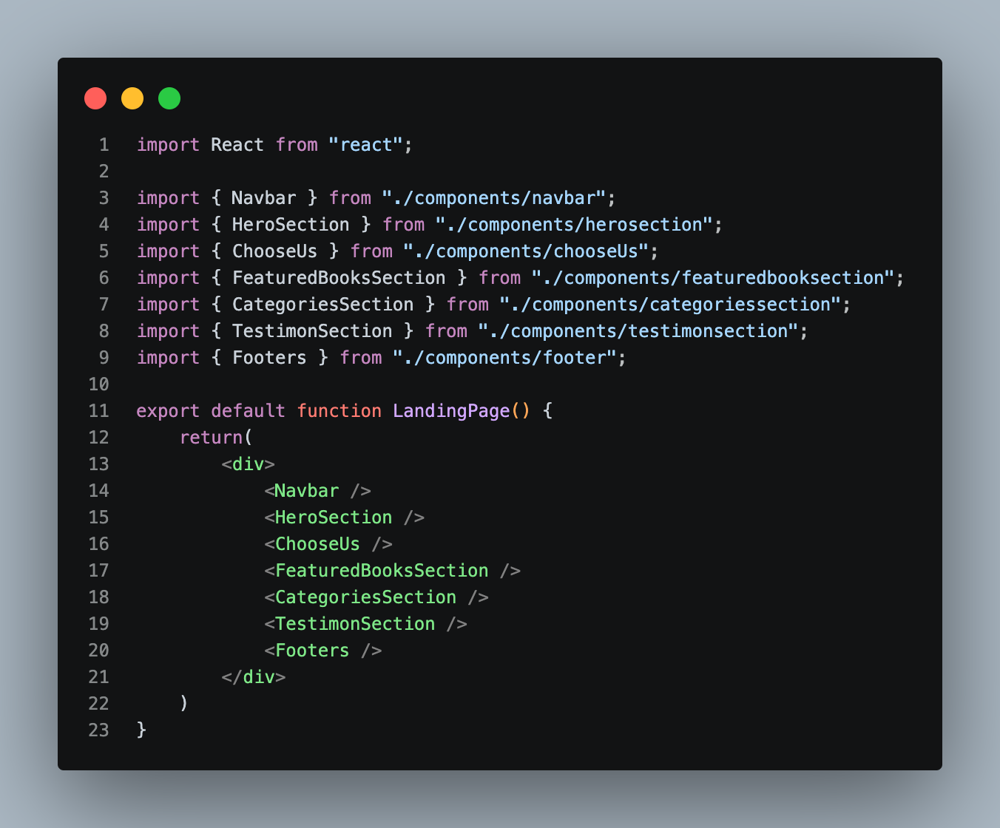 1 import React from "react";
2
3 import { Navbar } from "./components/navbar";
4 import { HeroSection } from "./components/herosection";
5 import { ChooseUs } from "./components/chooseUs";
6 import { FeaturedBooksSection } from "./components/featuredbooksection";
7 import { CategoriesSection } from "./components/categoriessection";
8 import { TestimonSection } from "./components/testimonsection";
9 import { Footers } from "./components/footer";
10
11 export default function LandingPage() {
12     return(
13         <div>
14             <Navbar />
15             <HeroSection />
16             <ChooseUs />
17             <FeaturedBooksSection />
18             <CategoriesSection />
19             <TestimonSection />
20             <Footers />
21         </div>
22     )
23 }